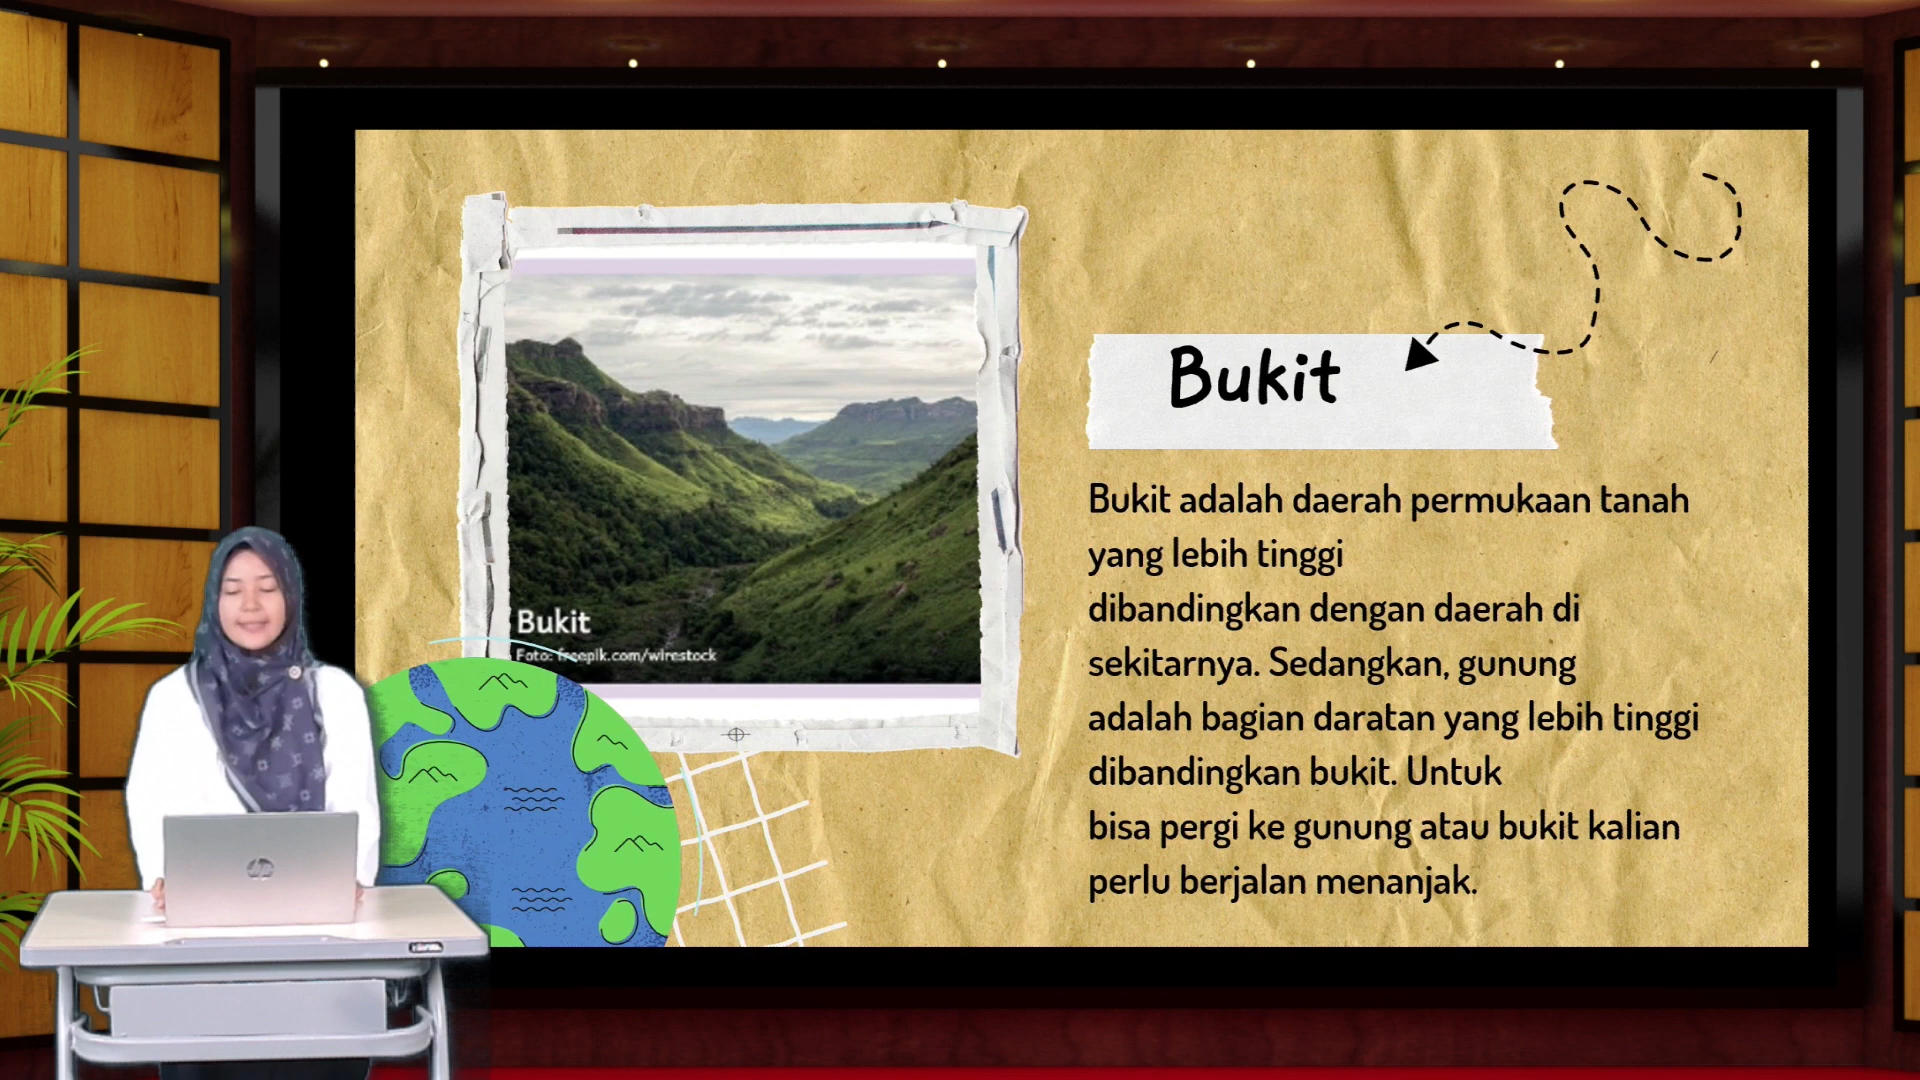 Bukit
Foto: freepik.com/wirestock
Bukit
Bukit adalah daerah permukaan tanah
yang lebih tinggi
dibandingkan dengan daerah di
sekitarnya. Sedangkan, gunung
adalah bagian daratan yang lebih tinggi
dibandingkan bukit. Untuk
bisa pergi ke gunung atau bukit kalian
perlu berjalan menanjak.
hp